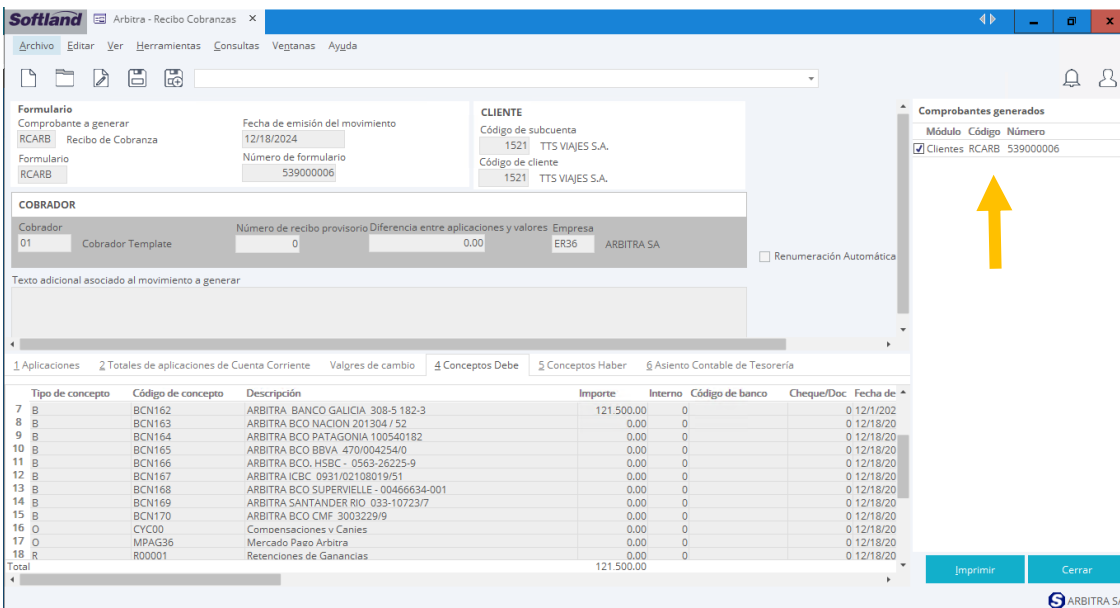 Softland Arbitra - Recibo Cobranzas ×
Archivo Editar Ver Herramientas Consultas Ventanas Ayuda
Formulario
Comprobante a generar Fecha de emisión del movimiento
RCARB Recibo de Cobranza 12/18/2024
Formulario Número de formulario
RCARB 539000006
CLIENTE
Código de subcuenta
1521 TTS VIAJES S.A.
Código de cliente
1521 TTS VIAJES S.A.
Comprobantes generados
Módulo Código Número
Clientes RCARB 539000006
COBRADOR
Cobrador Número de recibo provisorio Diferencia entre aplicaciones y valores Empresa
01 Cobrador Template 0 0.00 ER36 ARBITRA SA
Renumeración Automática
Texto adicional asociado al movimiento a generar
1 Aplicaciones 2 Totales de aplicaciones de Cuenta Corriente Valores de cambio 4 Conceptos Debe 5 Conceptos Haber 6 Asiento Contable de Tesorería
Tipo de concepto Código de concepto Descripción Importe Interno Código de banco Cheque/Doc Fecha de
7 B BCN162 ARBITRA BANCO GALICIA 308-5 182-3 121.500.00 0 0 12/1/202
8 B BCN163 ARBITRA BCO NACION 201304 / 52 0.00 0 0 12/18/20
9 B BCN164 ARBITRA BCO PATAGONIA 100540182 0.00 0 0 12/18/20
10 B BCN165 ARBITRA BCO BBVA 470/004254/0 0.00 0 0 12/18/20
11 B BCN166 ARBITRA BCO. HSBC - 0563-26225-9 0.00 0 0 12/18/20
12 B BCN167 ARBITRA ICBC 0931/02108019/51 0.00 0 0 12/18/20
13 B BCN168 ARBITRA BCO SUPERVIELLE - 00466634-001 0.00 0 0 12/18/20
14 B BCN169 ARBITRA SANTANDER RIO 033-10723/7 0.00 0 0 12/18/20
15 B BCN170 ARBITRA BCO CMF 3003229/9 0.00 0 0 12/18/20
16 O CYC00 Compensaciones y Canjes 0.00 0 0 12/18/20
17 O MPAG36 Mercado Pago Arbitra 0.00 0 0 12/18/20
18 R R00001 Retenciones de Ganancias 0.00 0 0 12/18/20
Total 121.500.00
Imprimir Cerrar
ARBITRA SA